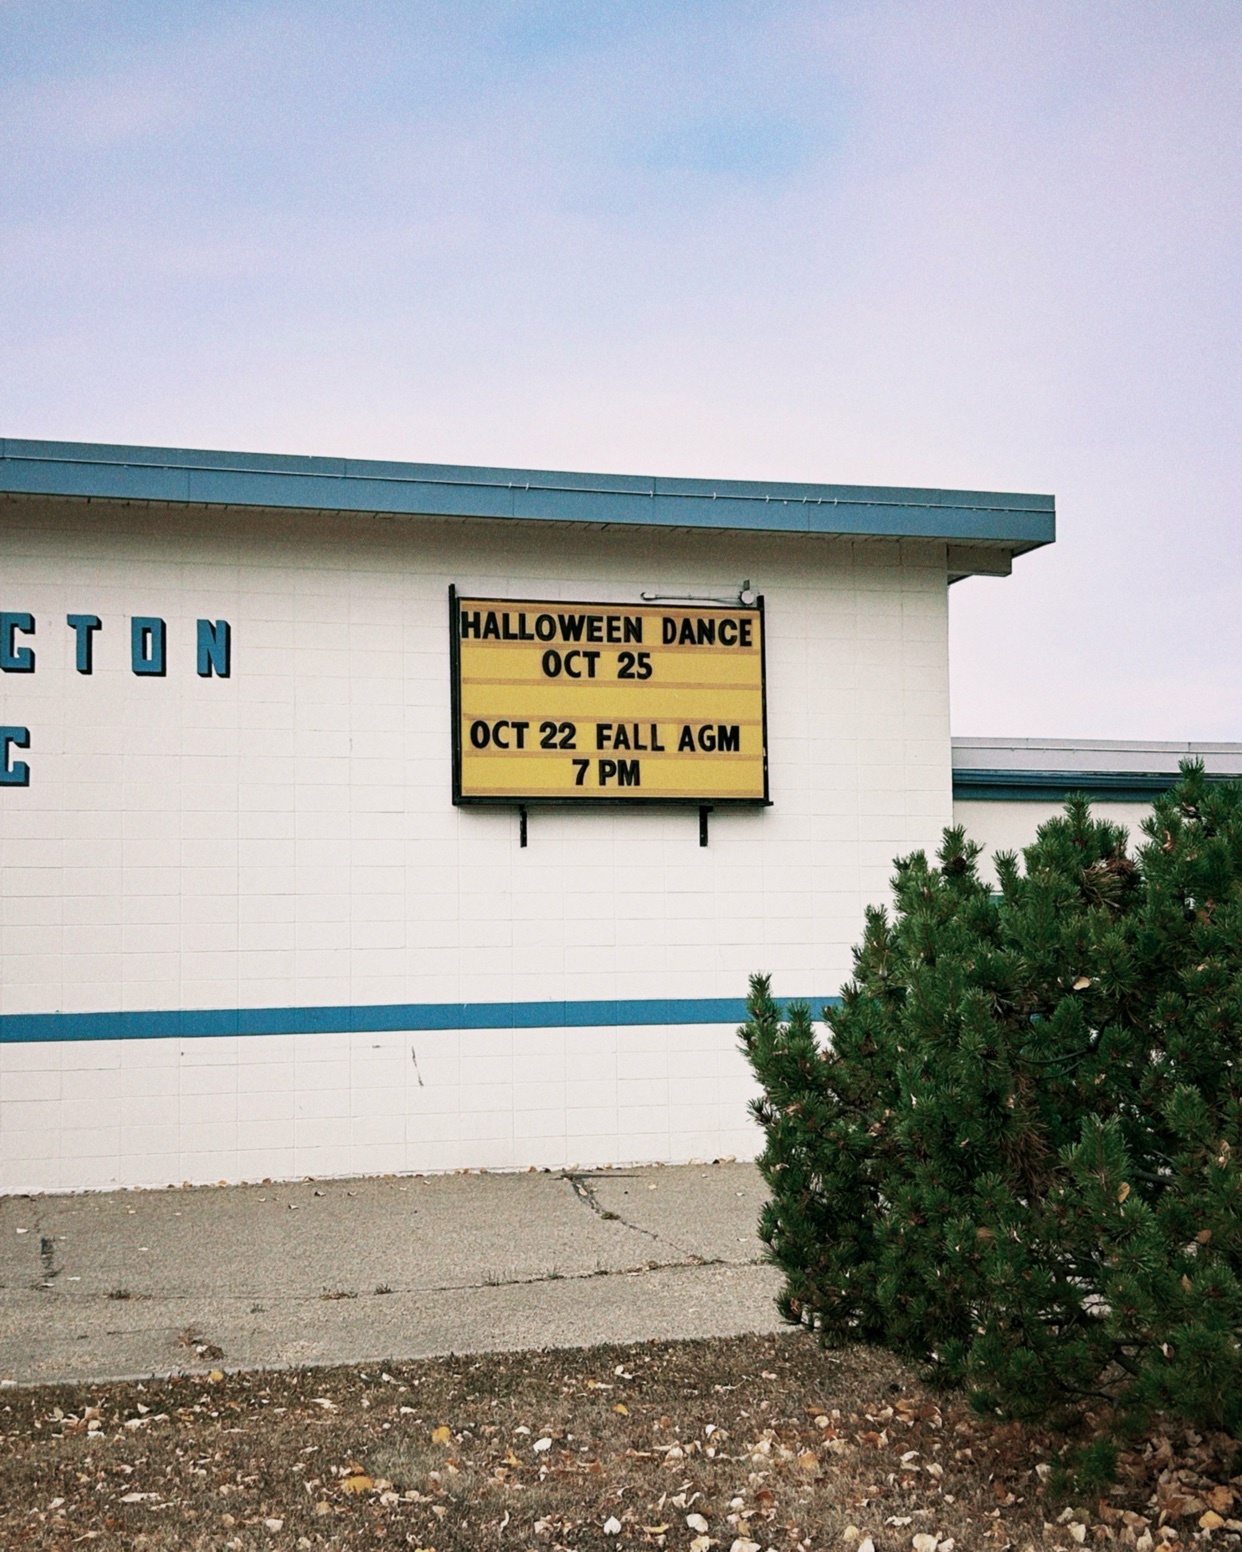 GTON
G
HALLOWEEN DANCE
OCT 25
OCT 22 FALL AGM
7 PM